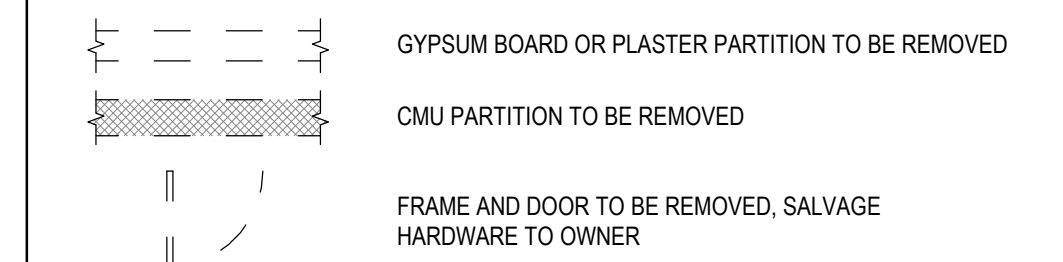 GYPSUM BOARD OR PLASTER PARTITION TO BE REMOVED
CMU PARTITION TO BE REMOVED
FRAME AND DOOR TO BE REMOVED, SALVAGE
HARDWARE TO OWNER